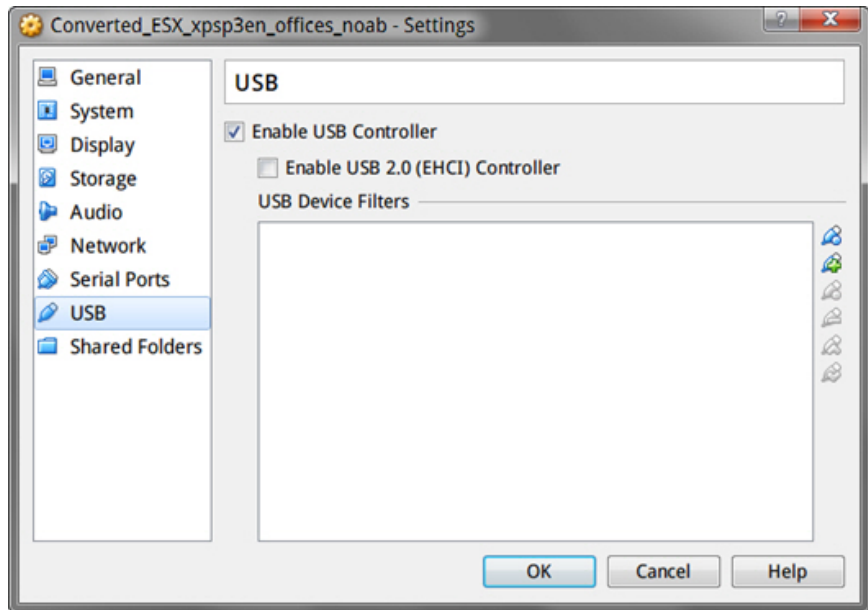 Converted_ESX_xpsp3en_offices_noab - Settings
General
System
Display
Storage
Audio
Network
Serial Ports
USB
Shared Folders
USB
Enable USB Controller
Enable USB 2.0 (EHCI) Controller
USB Device Filters
OK
Cancel
Help